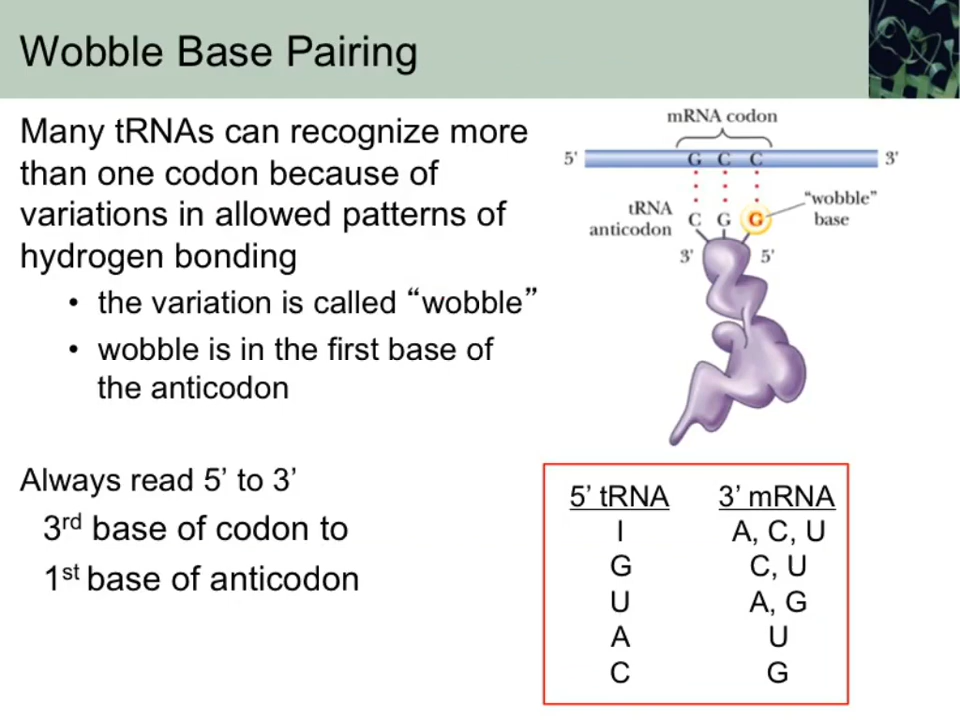 Wobble Base Pairing
Many tRNAs can recognize more
than one codon because of
variations in allowed patterns of
hydrogen bonding
• the variation is called “wobble”
• wobble is in the first base of
the anticodon
Always read 5’ to 3’
3rd base of codon to
1st base of anticodon
mRNA codon
5' G C C 3'
tRNA
anticodon
C G G
“wobble”
base
3' 5'
5’ tRNA 3’ mRNA
I A, C, U
G C, U
U A, G
A U
C G